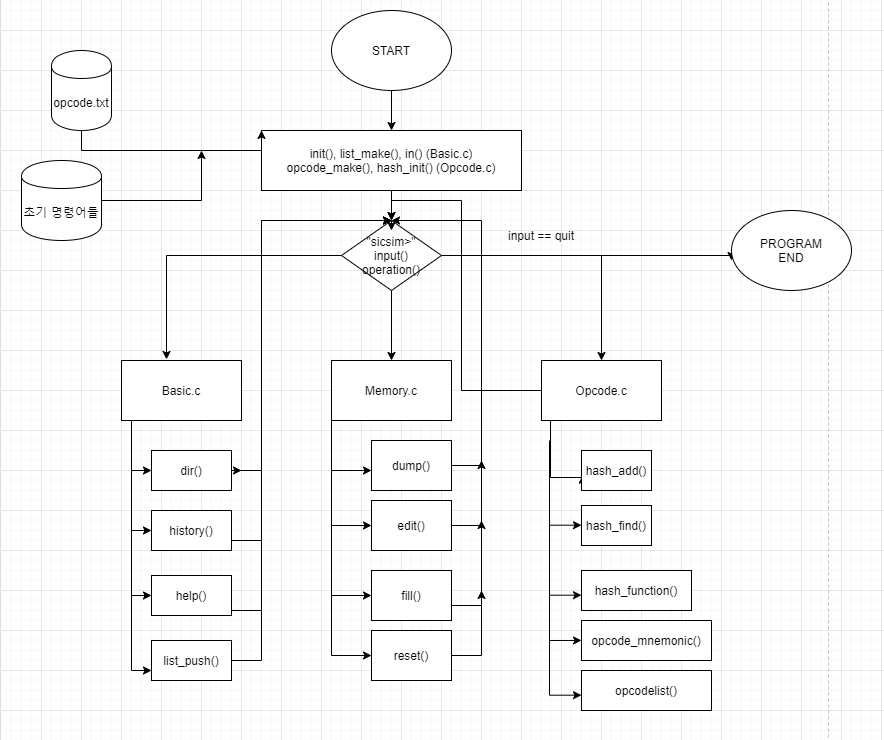 START
opcode.txt
init(), list_make(), in() (Basic.c)
opcode_make(), hash_init() (Opcode.c)
초기 명령어들
"sicsim>"
input()
operation()
input == quit
PROGRAM
END
Basic.c
Memory.c
Opcode.c
dir()
history()
help()
list_push()
dump()
edit()
fill()
reset()
hash_add()
hash_find()
hash_function()
opcode_mnemonic()
opcodelist()